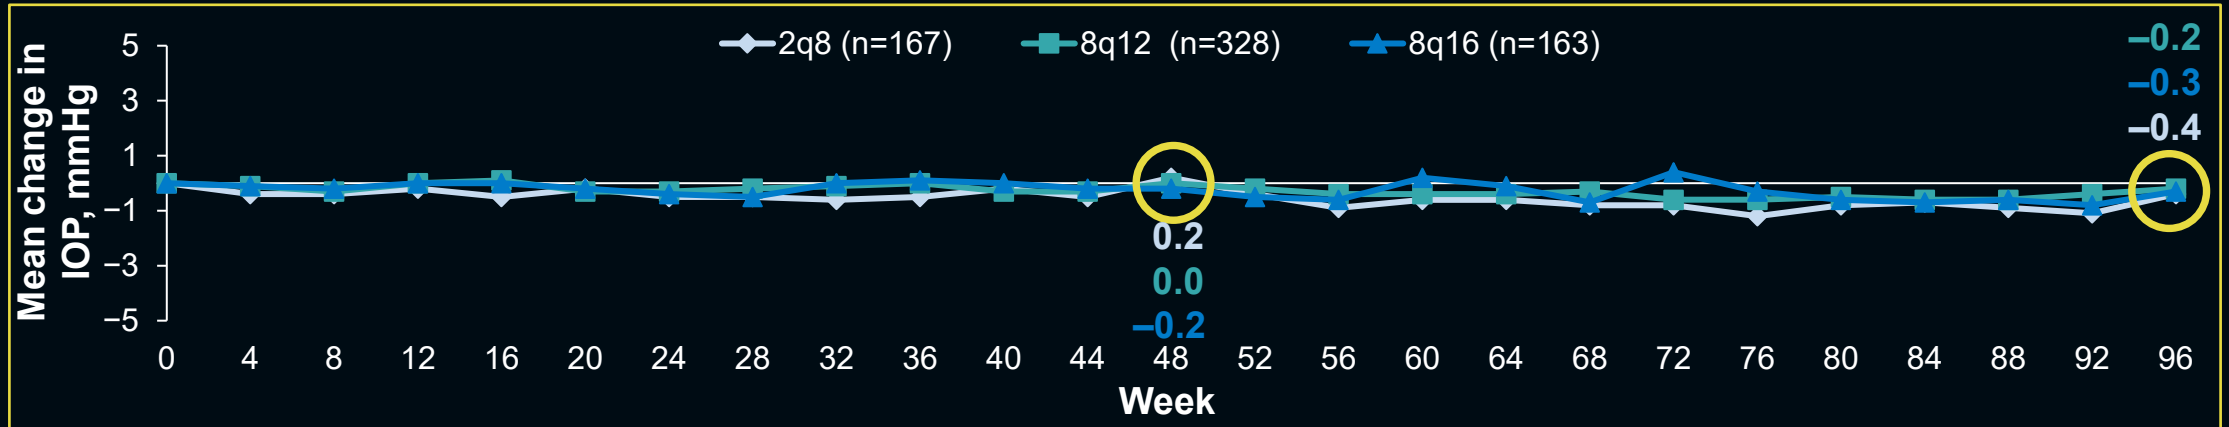 2q8 (n=167)
8q12 (n=328)
8q16 (n=163)
Mean change in
IOP, mmHg
5
3
1
−1
−3
−5
–0.2
–0.3
–0.4
0.2
0.0
–0.2
0 4 8 12 16 20 24 28 32 36 40 44 48 52 56 60 64 68 72 76 80 84 88 92 96
Week